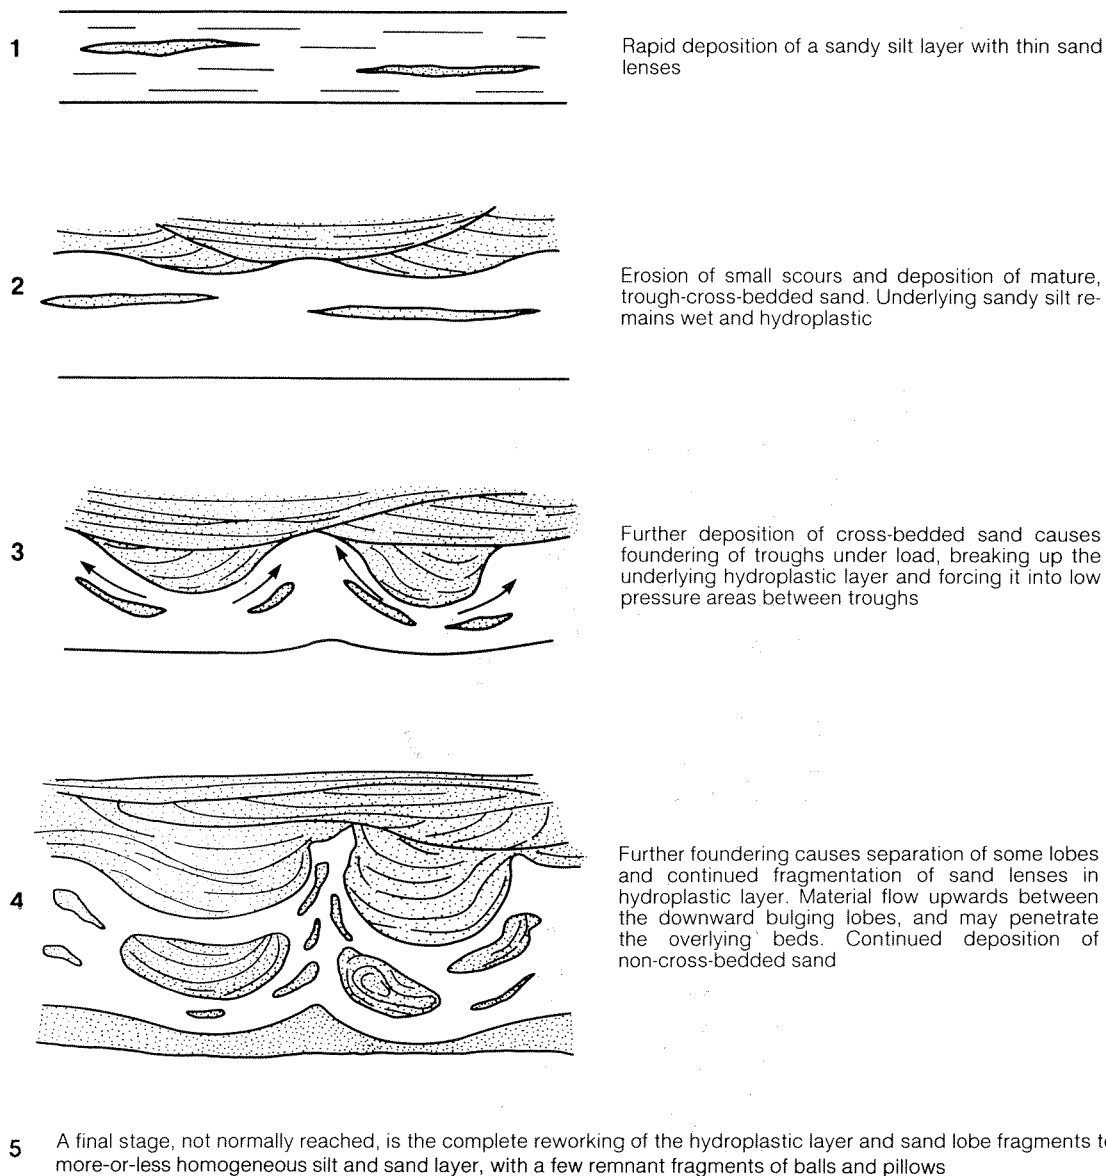 1
Rapid deposition of a sandy silt layer with thin sand
lenses
2
Erosion of small scours and deposition of mature,
trough-cross-bedded sand. Underlying sandy silt re-
mains wet and hydroplastic
3
Further deposition of cross-bedded sand causes
foundering of troughs under load, breaking up the
underlying hydroplastic layer and forcing it into low
pressure areas between troughs
4
Further foundering causes separation of some lobes
and continued fragmentation of sand lenses in
hydroplastic layer. Material flow upwards between
the downward bulging lobes, and may penetrate
the overlying beds. Continued deposition of
non-cross-bedded sand
5 A final stage, not normally reached, is the complete reworking of the hydroplastic layer and sand lobe fragments
more-or-less homogeneous silt and sand layer, with a few remnant fragments of balls and pillows